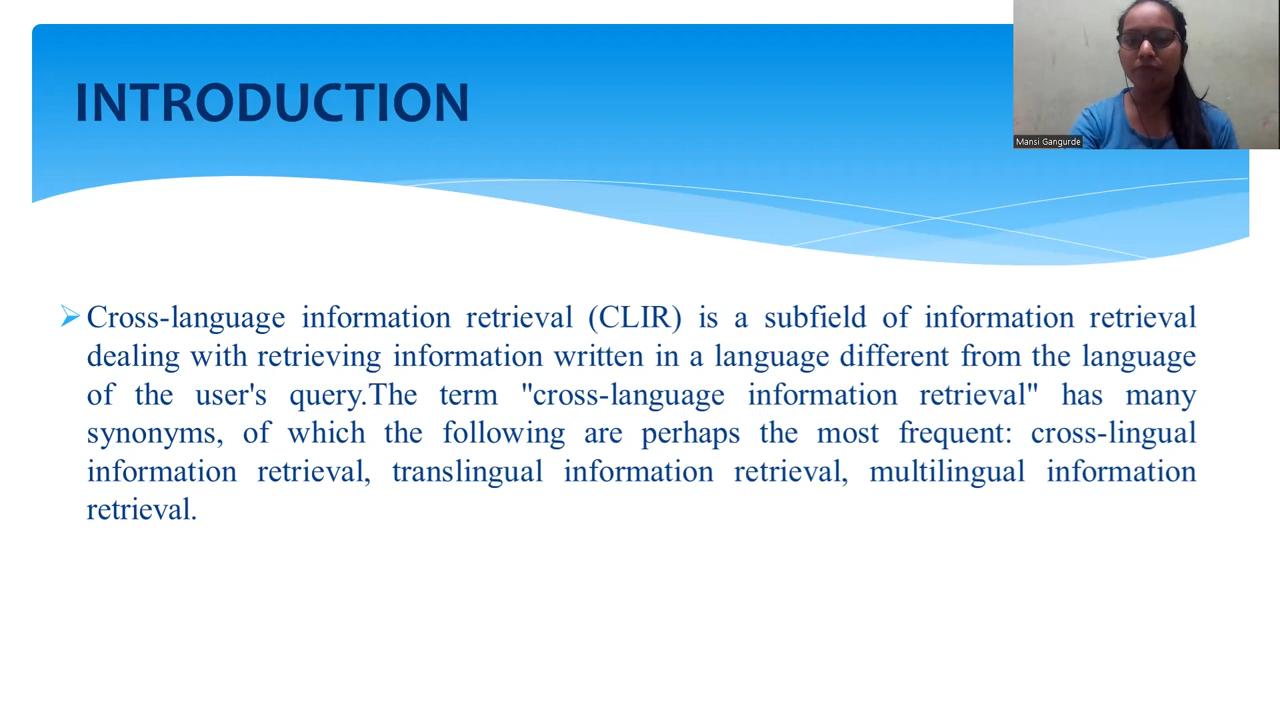 INTRODUCTION
Mansi Gangurde
Cross-language information retrieval (CLIR) is a subfield of information retrieval
dealing with retrieving information written in a language different from the language
of the user's query.The term "cross-language information retrieval" has many
synonyms, of which the following are perhaps the most frequent: cross-lingual
information retrieval, translingual information retrieval, multilingual information
retrieval.